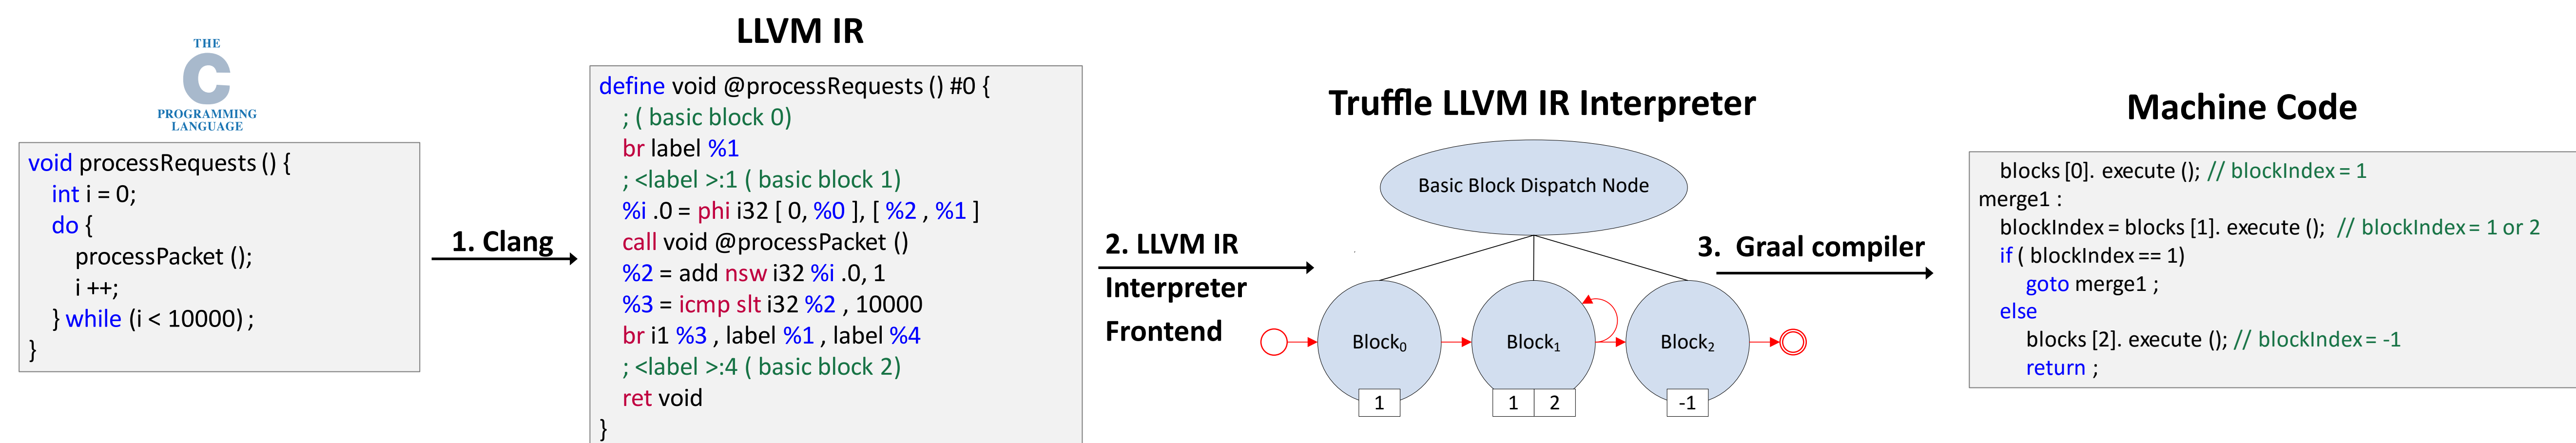 THE
C
PROGRAMMING
LANGUAGE
void processRequests () {
int i = 0;
do {
processPacket ();
i ++;
} while (i < 10000) ;
}
1. Clang
LLVM IR
define void @processRequests () #0 {
; ( basic block 0)
br label %1
; <label >:1 ( basic block 1)
%i .0 = phi i32 [ 0, %0 ], [ %2 , %1 ]
call void @processPacket ()
%2 = add nsw i32 %i .0, 1
%3 = icmp slt i32 %2 , 10000
br i1 %3 , label %1 , label %4
; <label >:4 ( basic block 2)
ret void
}
2. LLVM IR
Interpreter
Frontend
Truffle LLVM IR Interpreter
Basic Block Dispatch Node
Block0
Block1
Block2
1
1 2
-1
3. Graal compiler
Machine Code
blocks [0]. execute (); // blockIndex = 1
merge1 :
blockIndex = blocks [1]. execute (); // blockIndex = 1 or 2
if ( blockIndex == 1)
goto merge1 ;
else
blocks [2]. execute (); // blockIndex = -1
return ;